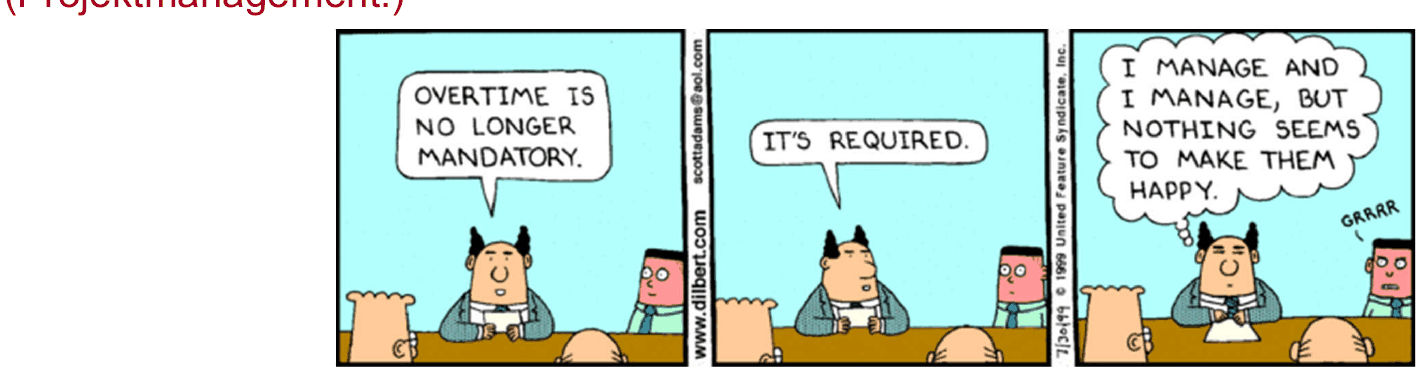 (Projektmanagement.)
OVERTIME IS
NO LONGER
MANDATORY.
www.dilbert.com scottadams@aol.com
IT'S REQUIRED.
7/30/99 © 1999 United Feature Syndicate, Inc.
I MANAGE AND
I MANAGE, BUT
NOTHING SEEMS
TO MAKE THEM
HAPPY.
GRRRR